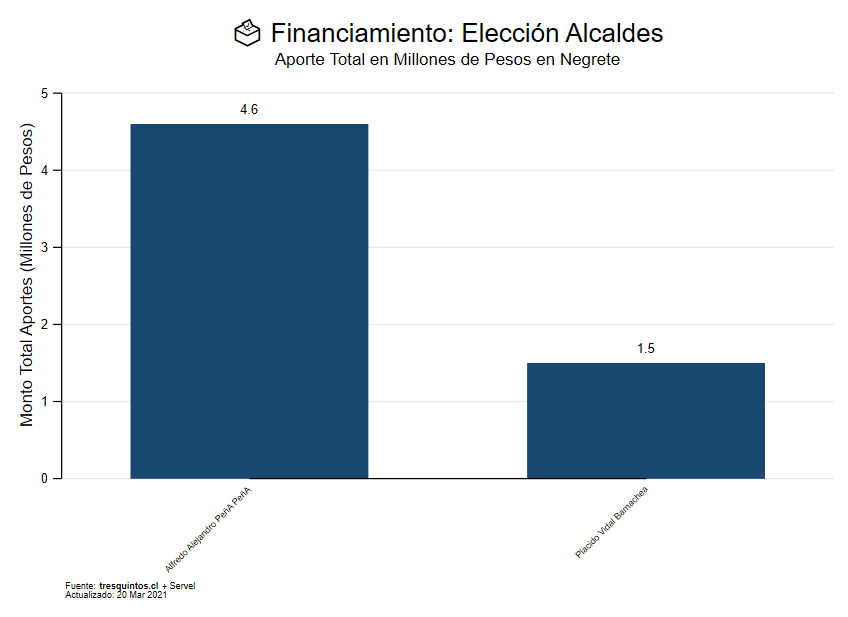 Financiamiento: Elección Alcaldes
Aporte Total en Millones de Pesos en Negrete
Monto Total Aportes (Millones de Pesos)
5
4
3
2
1
0
4.6
1.5
Alfredo Alejandro PeñA PeñA
Placido Vidal Barnachea
Fuente: tresquintos.cl + Servel
Actualizado: 20 Mar 2021